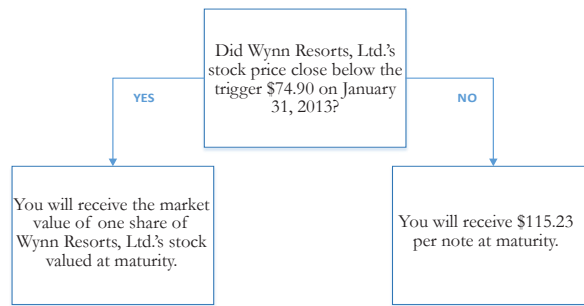 Did Wynn Resorts, Ltd.'s
stock price close below the
trigger $74.90 on January
31, 2013?
YES
NO
You will receive the market
value of one share of
Wynn Resorts, Ltd.'s stock
valued at maturity.
You will receive $115.23
per note at maturity.